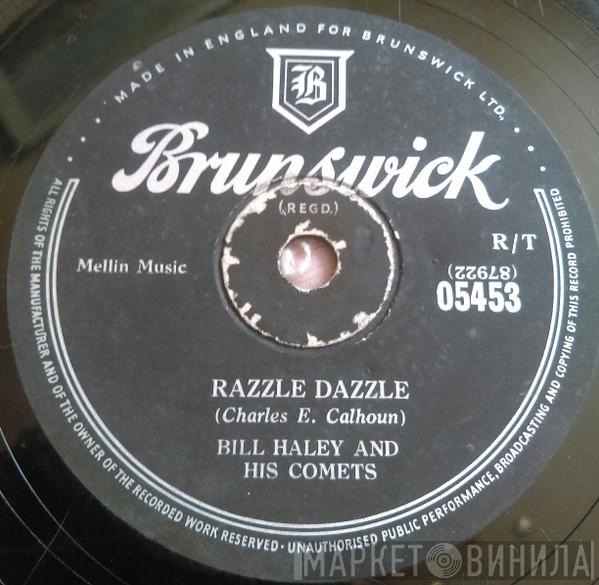 MADE IN ENGLAND FOR BRUNSWICK LTD.,
B
Brunswick
(REGD.)
R/T
Mellin Music
(87922)
05453
RAZZLE DAZZLE
(Charles E. Calhoun)
BILL HALEY AND
HIS COMETS
ALL RIGHTS OF THE MANUFACTURER AND OF THE OWNER OF THE RECORDED WORK RESERVED · UNAUTHORISED PUBLIC PERFORMANCE, BROADCASTING AND COPYING OF THIS RECORD PROHIBITED
МАРКЕТ ВИНИЛА